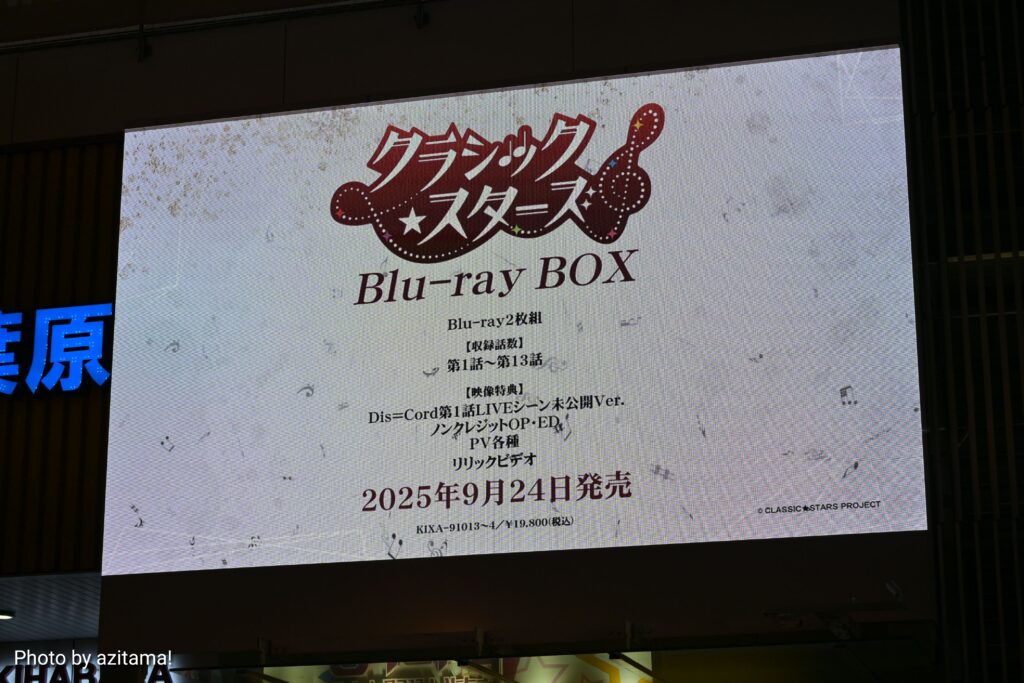 クラシック
★スターズ
Blu-ray BOX
Blu-ray2枚組
【収録話数】
第1話～第13話
【映像特典】
Dis=Cord第1話LIVEシーン未公開Ver.
ノンクレジットOP・ED
PV各種
リリックビデオ
2025年9月24日発売
KIXA-91013～4／¥19,800(税込)
© CLASSIC★STARS PROJECT
葉原
Photo by azitama!